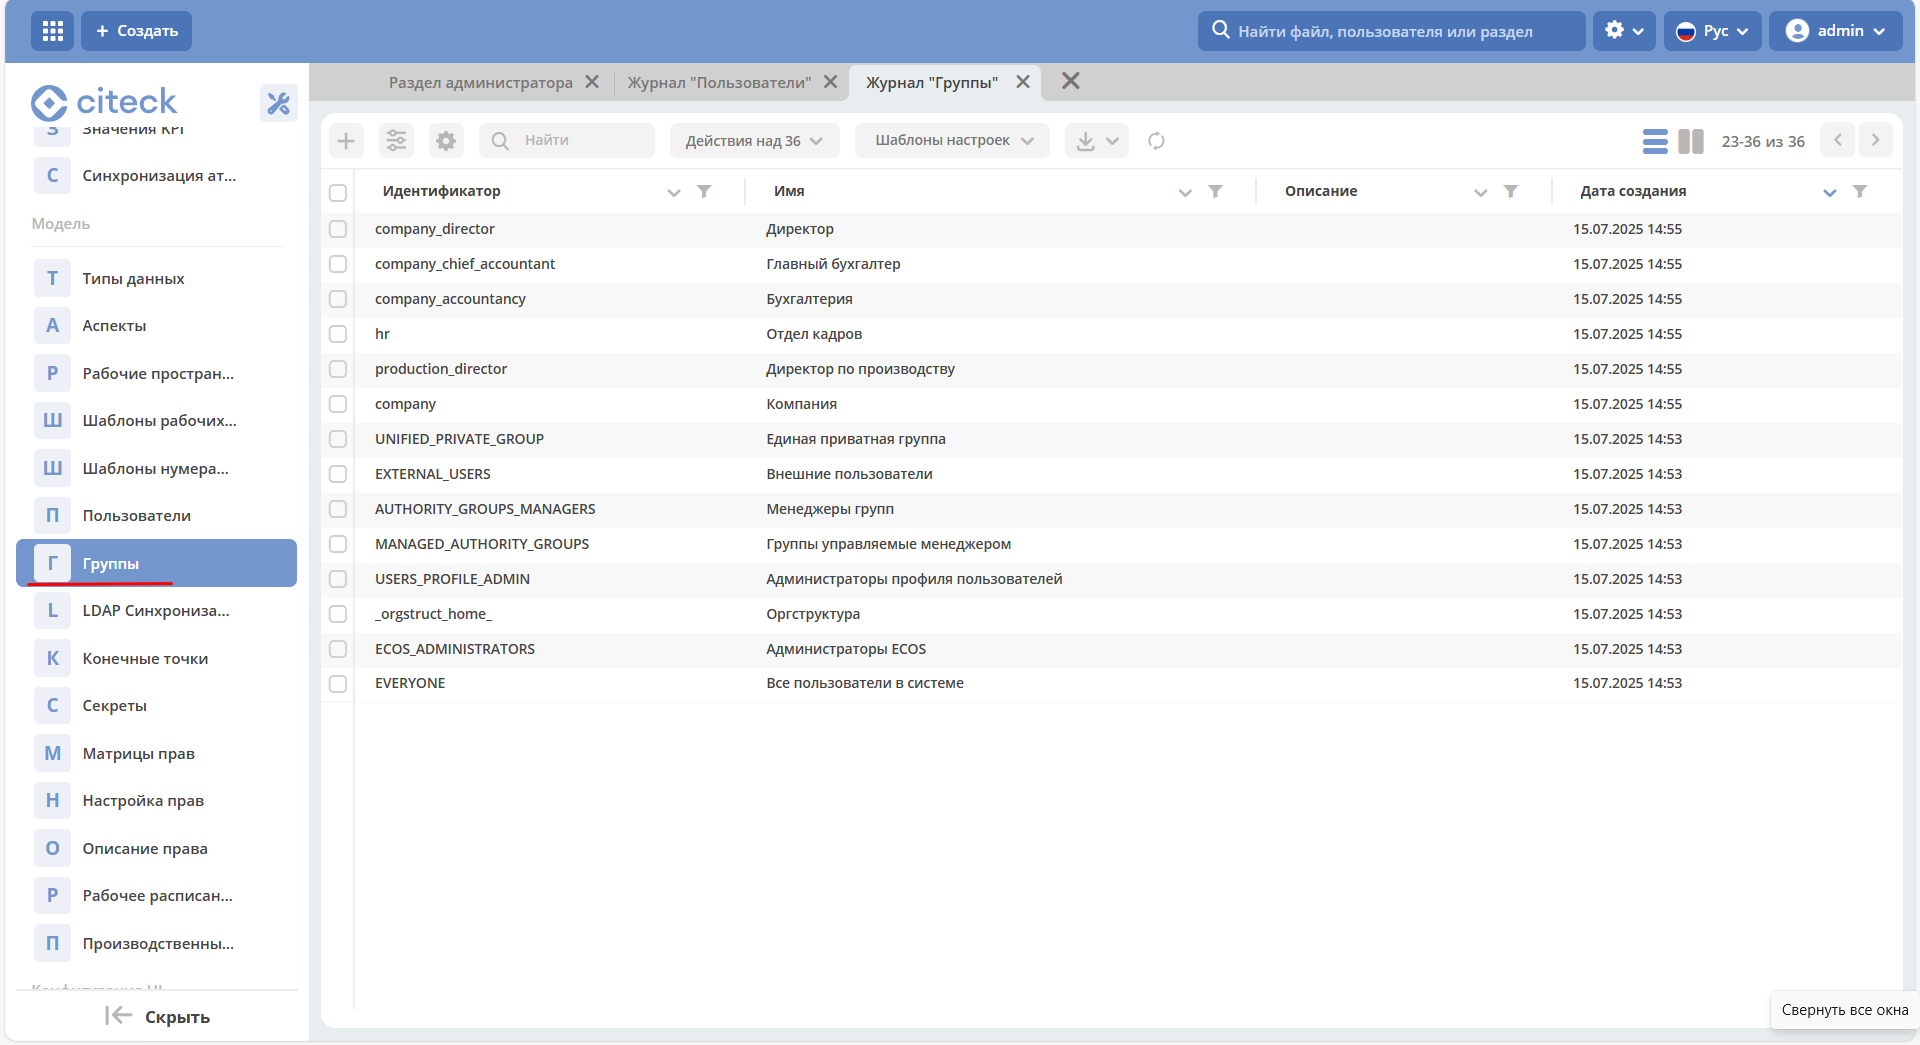 + Создать
Найти файл, пользователя или раздел
Рус
admin
citeck
Раздел администратора
Журнал "Пользователи"
Журнал "Группы"
З Значения KPI
С Синхронизация ат...
Модель
Т Типы данных
А Аспекты
Р Рабочие простран...
Ш Шаблоны рабочих...
Ш Шаблоны нумера...
П Пользователи
Г Группы
L LDAP Синхрониза...
К Конечные точки
С Секреты
М Матрицы прав
Н Настройка прав
О Описание права
Р Рабочее расписан...
П Производственны...
Скрыть
Найти
Действия над 36
Шаблоны настроек
23-36 из 36
Идентификатор Имя Описание Дата создания
company_director Директор 15.07.2025 14:55
company_chief_accountant Главный бухгалтер 15.07.2025 14:55
company_accountancy Бухгалтерия 15.07.2025 14:55
hr Отдел кадров 15.07.2025 14:55
production_director Директор по производству 15.07.2025 14:55
company Компания 15.07.2025 14:55
UNIFIED_PRIVATE_GROUP Единая приватная группа 15.07.2025 14:53
EXTERNAL_USERS Внешние пользователи 15.07.2025 14:53
AUTHORITY_GROUPS_MANAGERS Менеджеры групп 15.07.2025 14:53
MANAGED_AUTHORITY_GROUPS Группы управляемые менеджером 15.07.2025 14:53
USERS_PROFILE_ADMIN Администраторы профиля пользователей 15.07.2025 14:53
_orgstruct_home_ Оргструктура 15.07.2025 14:53
ECOS_ADMINISTRATORS Администраторы ECOS 15.07.2025 14:53
EVERYONE Все пользователи в системе 15.07.2025 14:53
Свернуть все окна